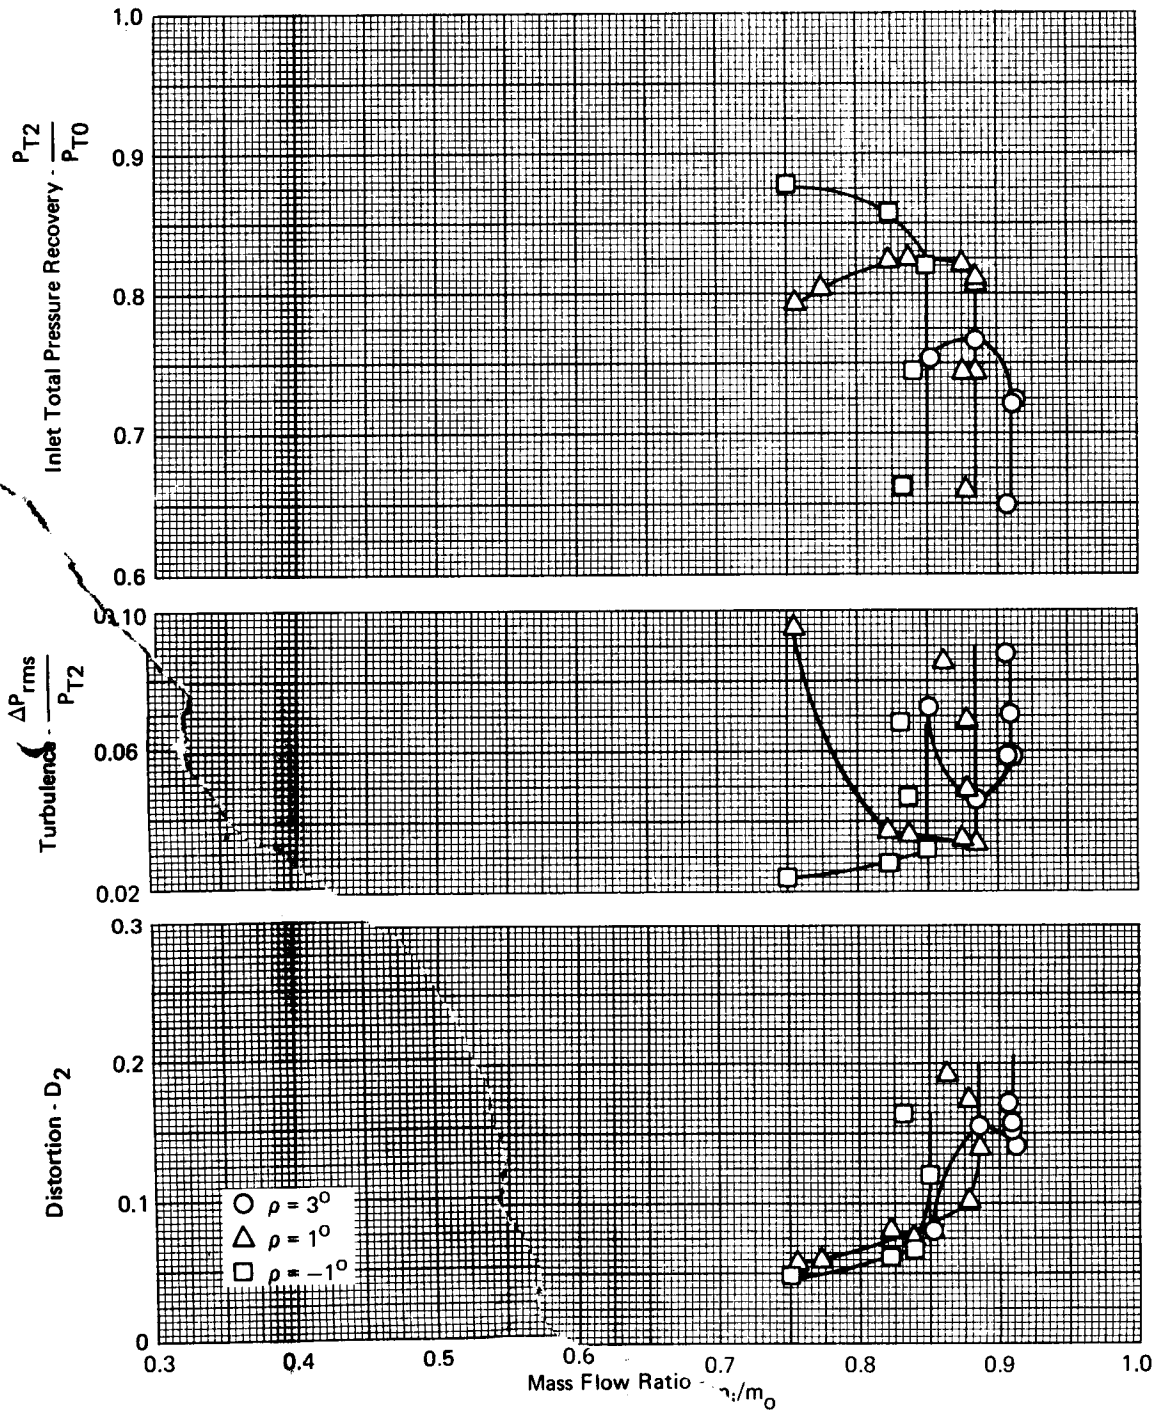 1.0
0.9
0.8
0.7
0.6
Inlet Total Pressure Recovery - P_T2 / P_T0
0.10
0.06
0.02
Turbulence - ΔP_rms / P_T2
0.3
0.2
0.1
0
Distortion - D_2
○ ρ = 3°
△ ρ = 1°
□ ρ = −1°
0.3 0.4 0.5 0.6 0.7 0.8 0.9 1.0
Mass Flow Ratio - /m_o